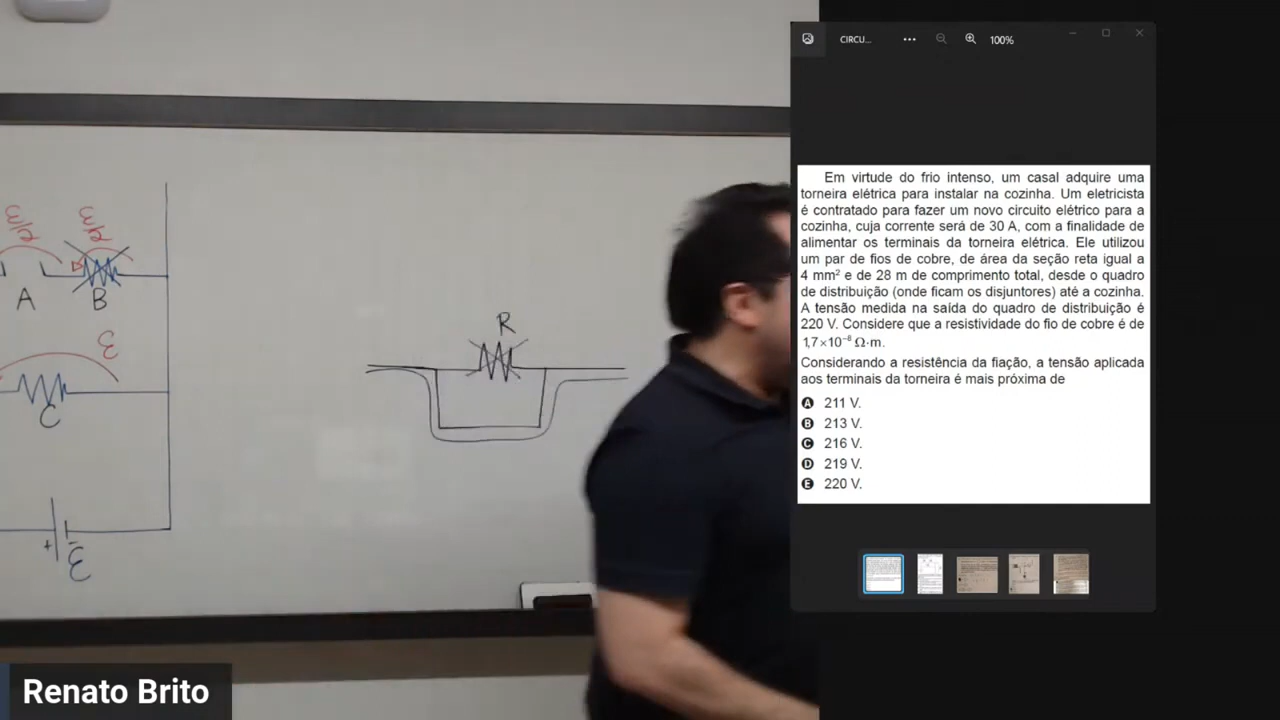 CIRCU...
100%
ε/2
ε/2
A
B
ε
C
+
-
ε
R
Em virtude do frio intenso, um casal adquire uma
torneira elétrica para instalar na cozinha. Um eletricista
é contratado para fazer um novo circuito elétrico para a
cozinha, cuja corrente será de 30 A, com a finalidade de
alimentar os terminais da torneira elétrica. Ele utilizou
um par de fios de cobre, de área da seção reta igual a
4 mm² e de 28 m de comprimento total, desde o quadro
de distribuição (onde ficam os disjuntores) até a cozinha.
A tensão medida na saída do quadro de distribuição é
220 V. Considere que a resistividade do fio de cobre é de
1,7×10⁻⁸ Ω·m.
Considerando a resistência da fiação, a tensão aplicada
aos terminais da torneira é mais próxima de
A 211 V.
B 213 V.
C 216 V.
D 219 V.
E 220 V.
Renato Brito